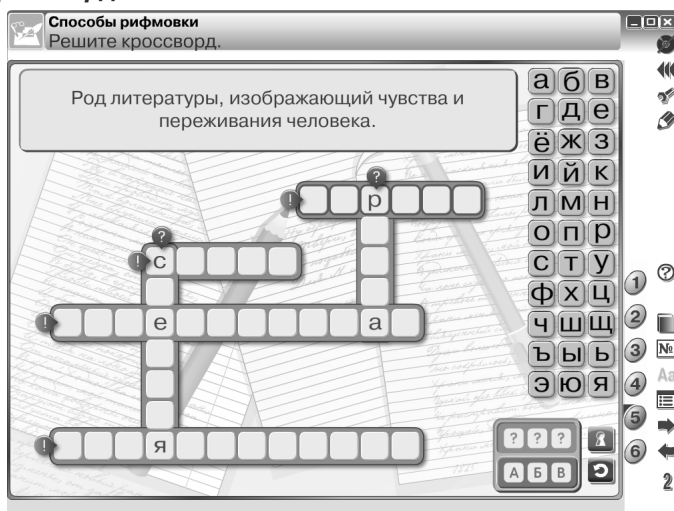 Способы рифмовки
Решите кроссворд.
Род литературы, изображающий чувства и
переживания человека.
? р
! с ?
! е а
! я
а б в
г д е
ё ж з
и й к
л м н
о п р
с т у
ф х ц
ч ш щ
ъ ы ь
э ю я
? ? ?
А Б В
1
2
3 №
4 Аа
5
6
2